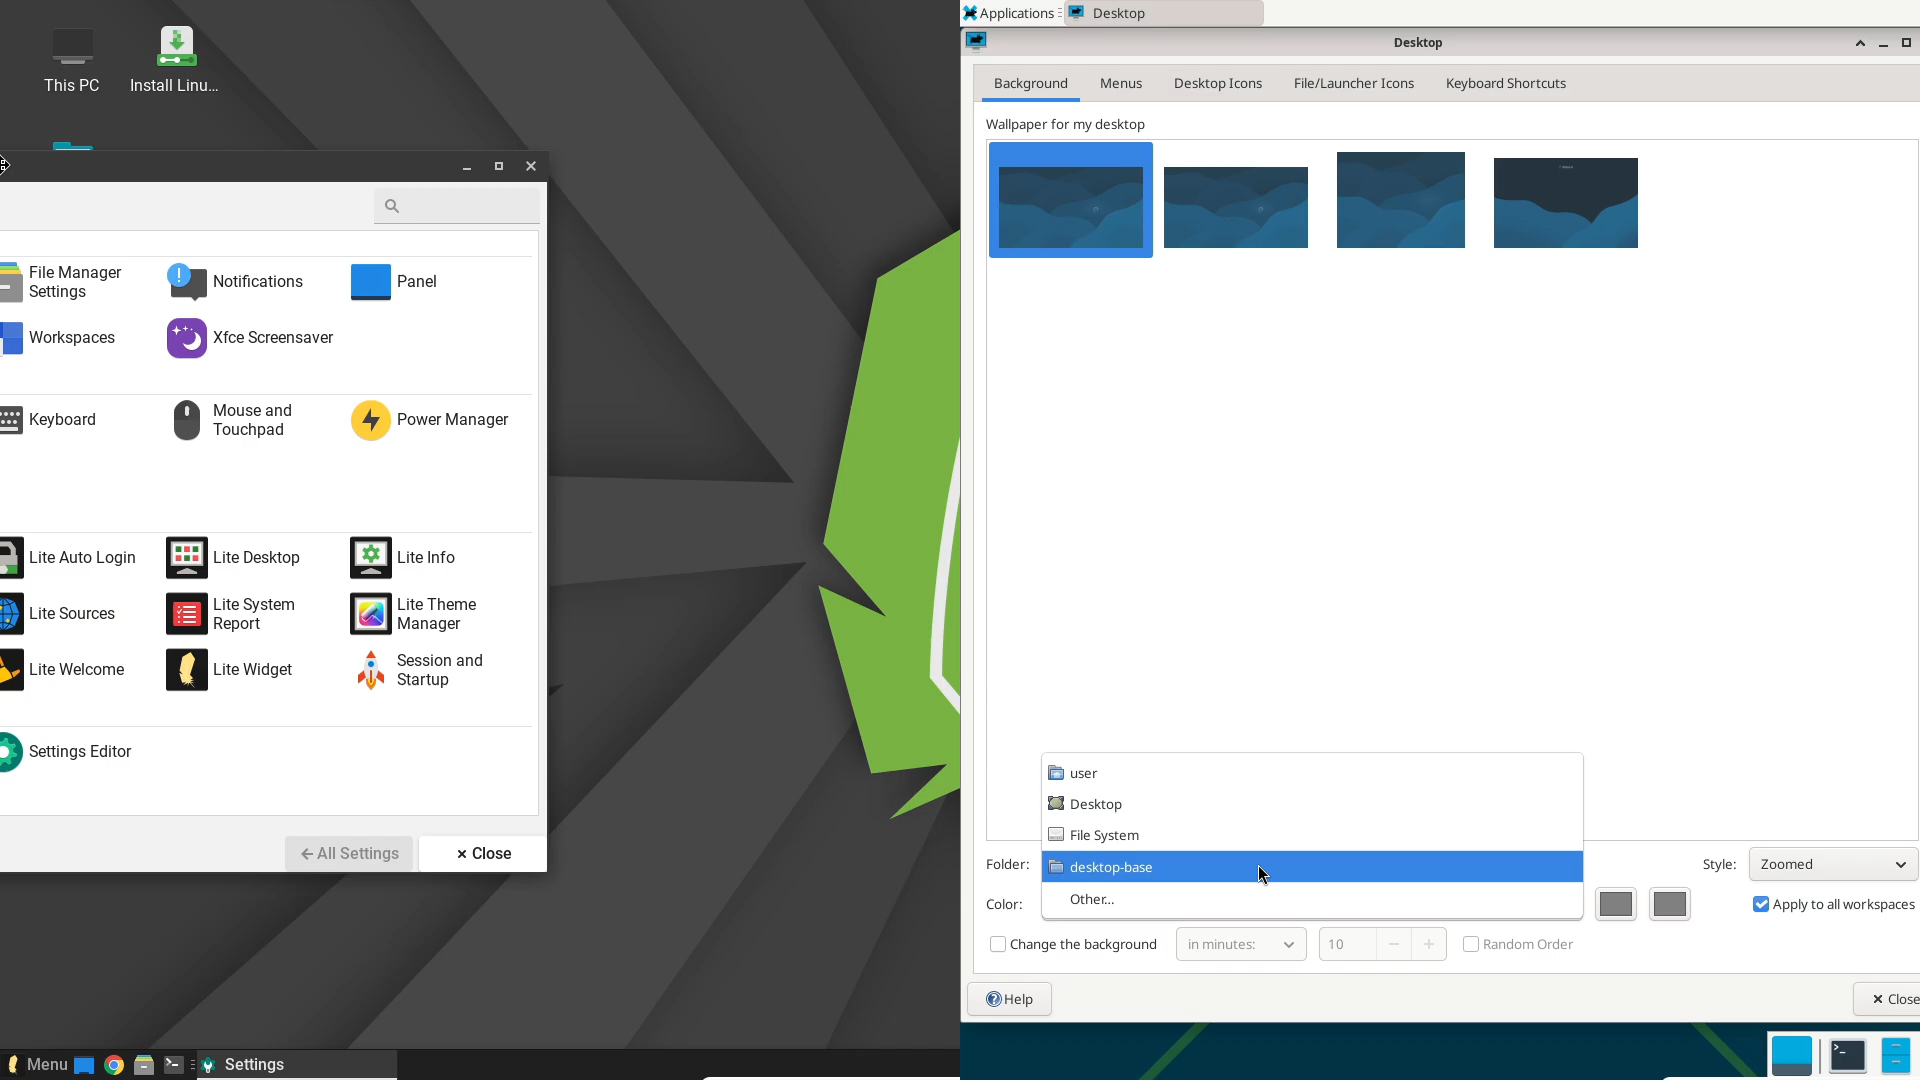 This PC
Install Linu...
File Manager
Settings
Notifications
Panel
Workspaces
Xfce Screensaver
Keyboard
Mouse and
Touchpad
Power Manager
Lite Auto Login
Lite Desktop
Lite Info
Lite Sources
Lite System
Report
Lite Theme
Manager
Lite Welcome
Lite Widget
Session and
Startup
Settings Editor
All Settings
Close
Menu
Settings
Applications
Desktop
Desktop
Background
Menus
Desktop Icons
File/Launcher Icons
Keyboard Shortcuts
Wallpaper for my desktop
user
Desktop
File System
Folder:
desktop-base
Style:
Zoomed
Color:
Other...
Apply to all workspaces
Change the background
in minutes:
10
Random Order
Help
Close